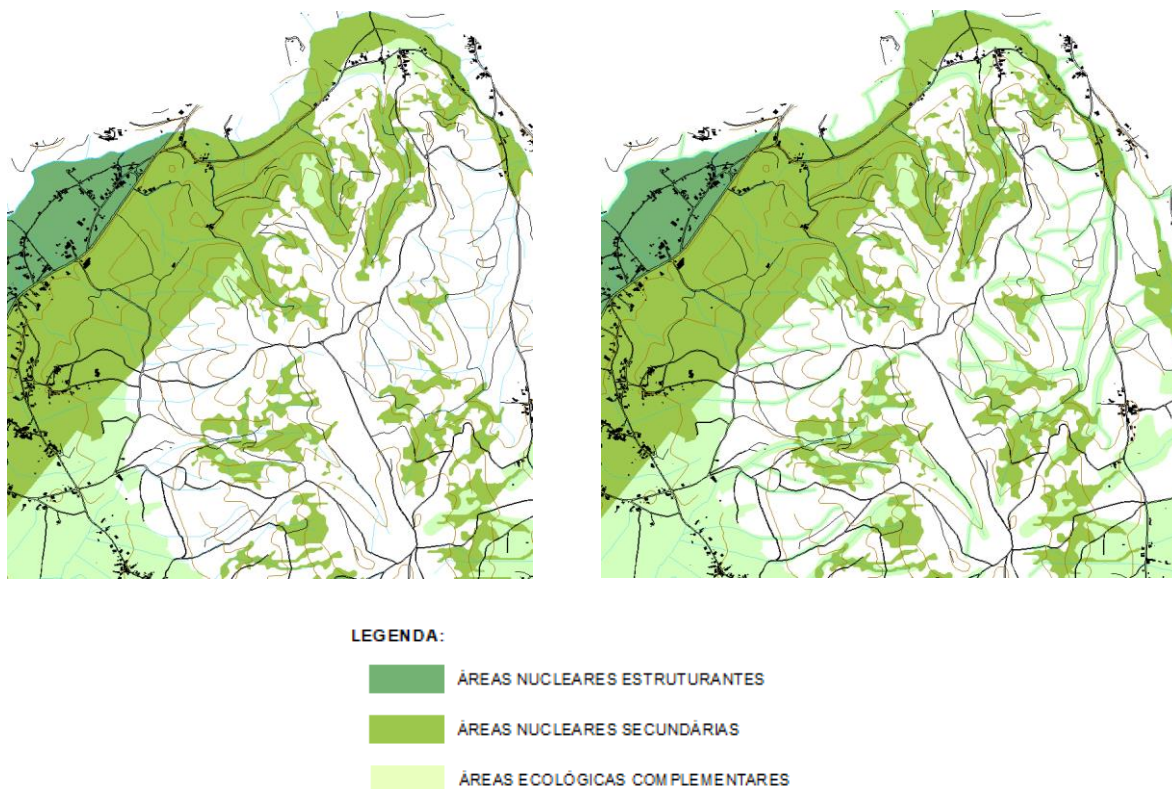 LEGENDA:
ÁREAS NUCLEARES ESTRUTURANTES
ÁREAS NUCLEARES SECUNDÁRIAS
ÁREAS ECOLÓGICAS COMPLEMENTARES